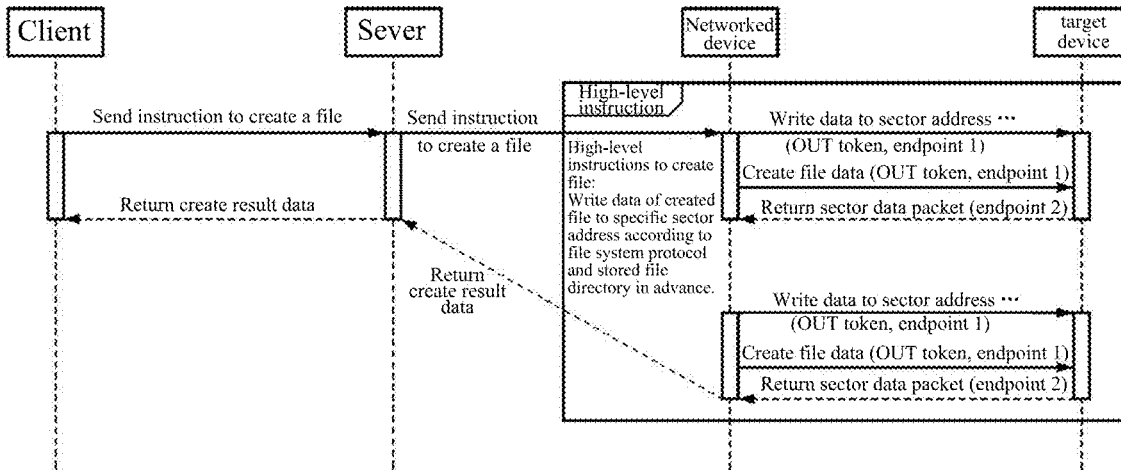 Client
Sever
Networked
device
target
device
High-level
instruction
Send instruction to create a file
Send instruction
to create a file
Write data to sector address ···
(OUT token, endpoint 1)
High-level
instructions to create
file:
Write data of created
file to specific sector
address according to
file system protocol
and stored file
directory in advance.
Create file data (OUT token, endpoint 1)
Return create result data
Return sector data packet (endpoint 2)
Return
create result
data
Write data to sector address ···
(OUT token, endpoint 1)
Create file data (OUT token, endpoint 1)
Return sector data packet (endpoint 2)